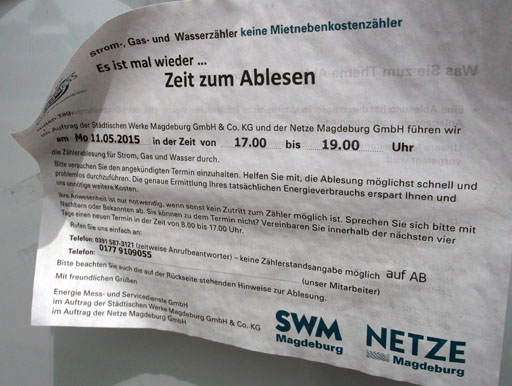 Strom-, Gas- und Wasserzähler keine Mietnebenkostenzähler
Es ist mal wieder ...
Zeit zum Ablesen
Guten Tag,
im Auftrag der Städtischen Werke Magdeburg GmbH & Co. KG und der Netze Magdeburg GmbH führen wir
am Mo 11.05.2015 in der Zeit von 17.00 bis 19.00 Uhr
die Zählerablesung für Strom, Gas und Wasser durch.
Bitte versuchen Sie den angekündigten Termin einzuhalten. Helfen Sie mit, die Ablesung möglichst schnell und
problemlos durchzuführen. Die genaue Ermittlung Ihres tatsächlichen Energieverbrauchs erspart Ihnen und
uns unnötige weitere Kosten.
Ihre Anwesenheit ist nur notwendig, wenn sonst kein Zutritt zum Zähler möglich ist. Sprechen Sie sich bitte mit
Nachbarn oder Bekannten ab. Sie können zu dem Termin nicht? Vereinbaren Sie innerhalb der nächsten vier
Tage einen neuen Termin in der Zeit von 8.00 bis 17.00 Uhr.
Rufen Sie uns einfach an:
Telefon: 0391 587-3121 (zeitweise Anrufbeantworter) – keine Zählerstandsangabe möglich auf AB
Telefon: 0177 9109055 (unser Mitarbeiter)
Bitte beachten Sie auch die auf der Rückseite stehenden Hinweise zur Ablesung.
Mit freundlichen Grüßen
Energie Mess- und Servicedienste GmbH
im Auftrag der Städtischen Werke Magdeburg GmbH & Co. KG
im Auftrag der Netze Magdeburg GmbH
SWM
Magdeburg
NETZE
Magdeburg
Was Sie zum Thema